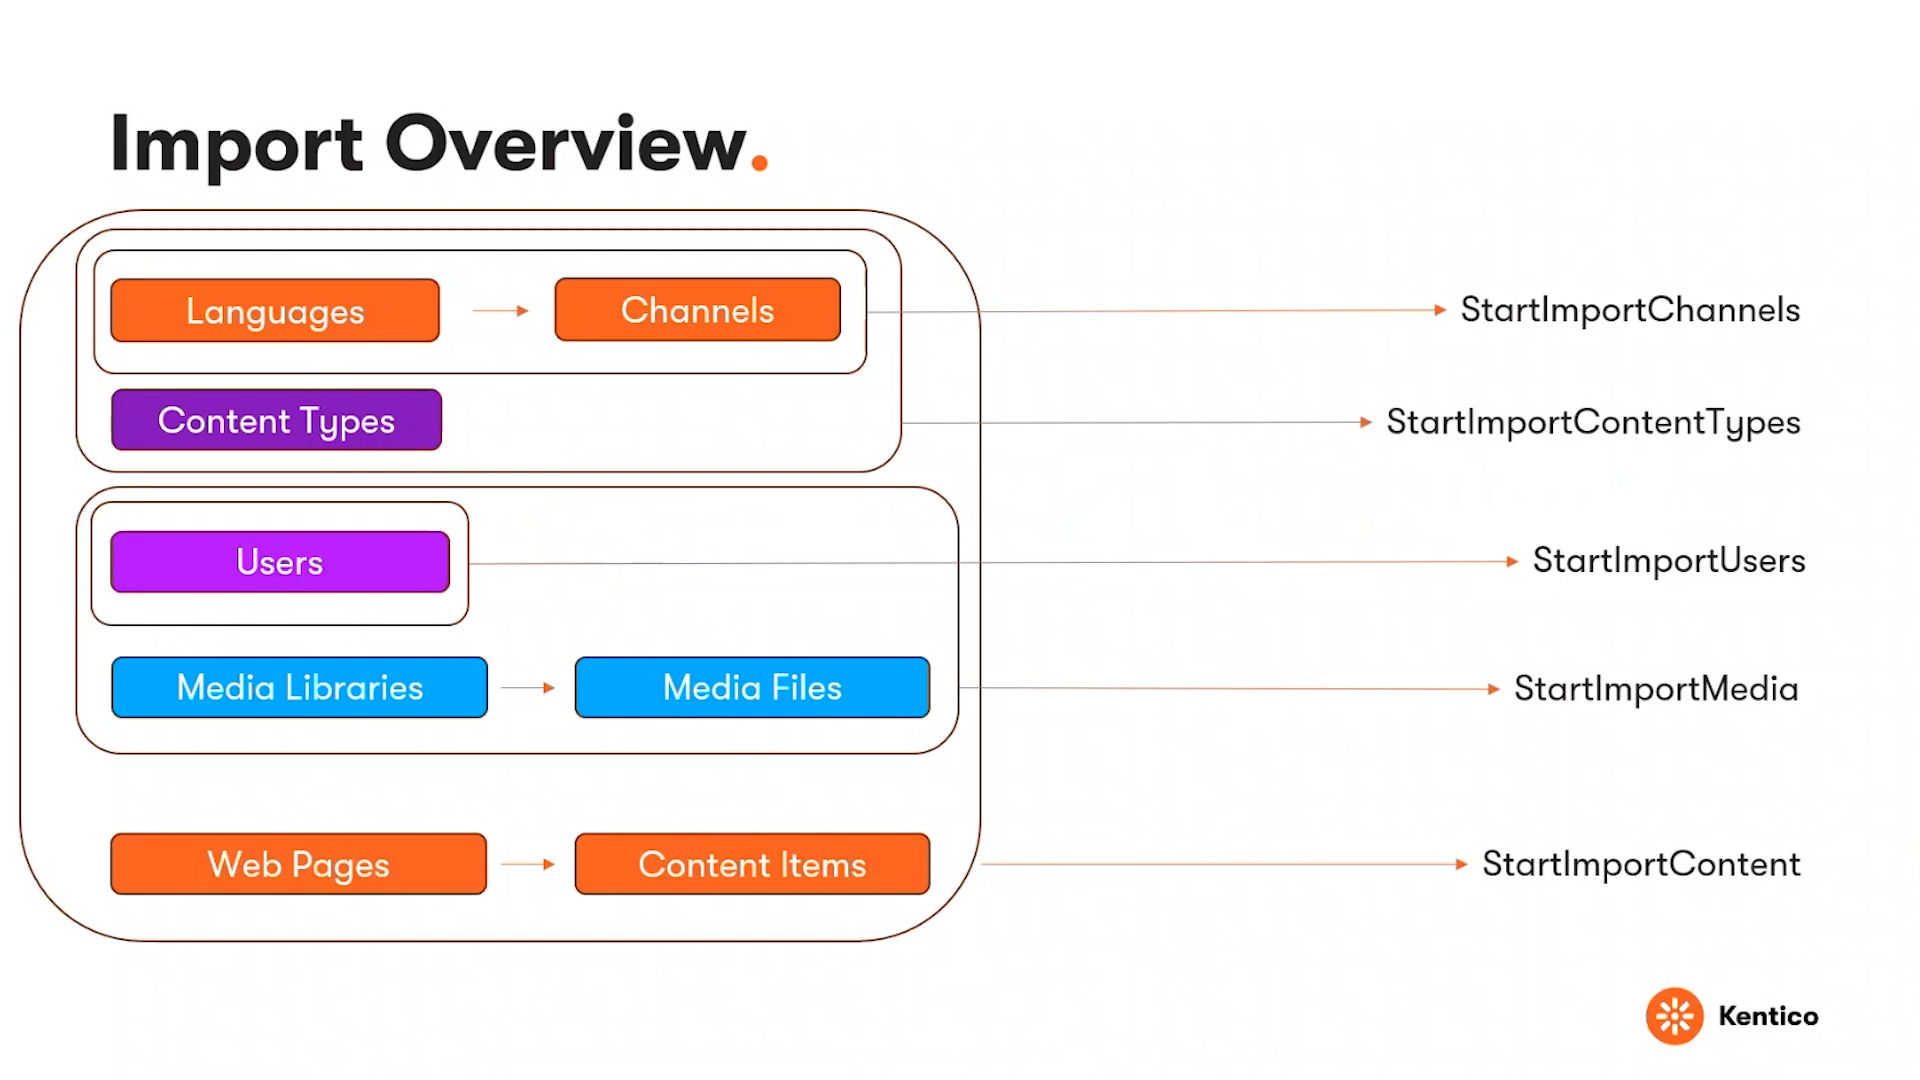 Import Overview.
Languages
Channels
StartImportChannels
Content Types
StartImportContentTypes
Users
StartImportUsers
Media Libraries
Media Files
StartImportMedia
Web Pages
Content Items
StartImportContent
Kentico